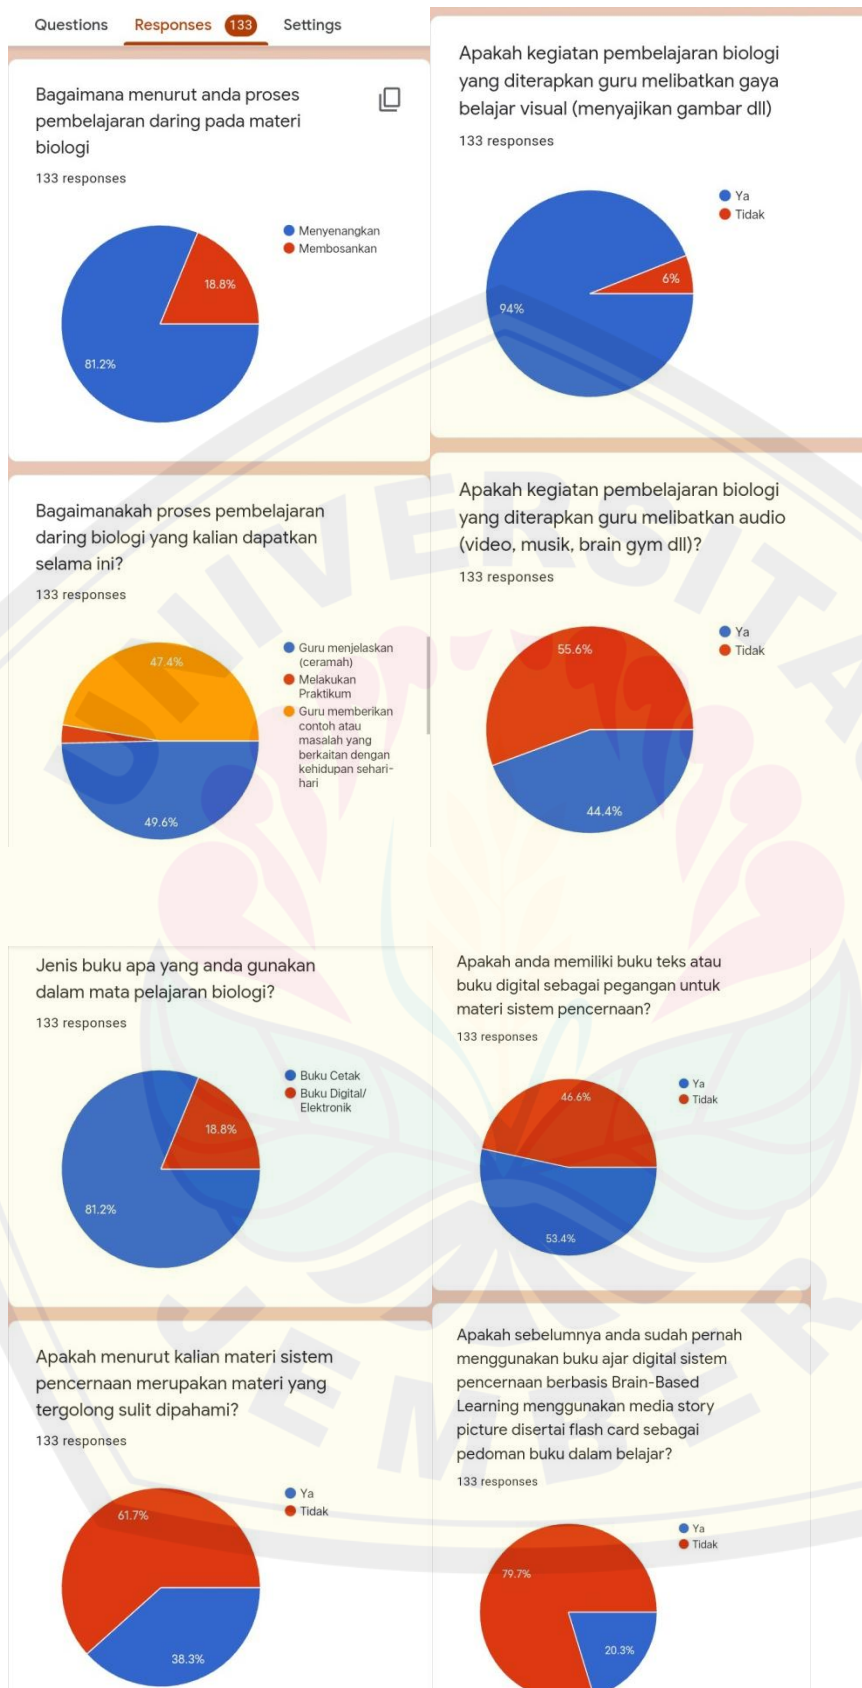 Questions Responses 133 Settings
Bagaimana menurut anda proses
pembelajaran daring pada materi
biologi
133 responses
Menyenangkan
Membosankan
18.8%
81.2%
Apakah kegiatan pembelajaran biologi
yang diterapkan guru melibatkan gaya
belajar visual (menyajikan gambar dll)
133 responses
Ya
Tidak
6%
94%
Bagaimanakah proses pembelajaran
daring biologi yang kalian dapatkan
selama ini?
133 responses
47.4%
Guru menjelaskan
(ceramah)
Melakukan
Praktikum
Guru memberikan
contoh atau
masalah yang
berkaitan dengan
kehidupan sehari-
hari
49.6%
Apakah kegiatan pembelajaran biologi
yang diterapkan guru melibatkan audio
(video, musik, brain gym dll)?
133 responses
Ya
Tidak
55.6%
44.4%
Jenis buku apa yang anda gunakan
dalam mata pelajaran biologi?
133 responses
Buku Cetak
Buku Digital/
Elektronik
18.8%
81.2%
Apakah anda memiliki buku teks atau
buku digital sebagai pegangan untuk
materi sistem pencernaan?
133 responses
Ya
Tidak
46.6%
53.4%
Apakah menurut kalian materi sistem
pencernaan merupakan materi yang
tergolong sulit dipahami?
133 responses
Ya
Tidak
61.7%
38.3%
Apakah sebelumnya anda sudah pernah
menggunakan buku ajar digital sistem
pencernaan berbasis Brain-Based
Learning menggunakan media story
picture disertai flash card sebagai
pedoman buku dalam belajar?
133 responses
Ya
Tidak
79.7%
20.3%
UNIVERSITAS
JEMBER